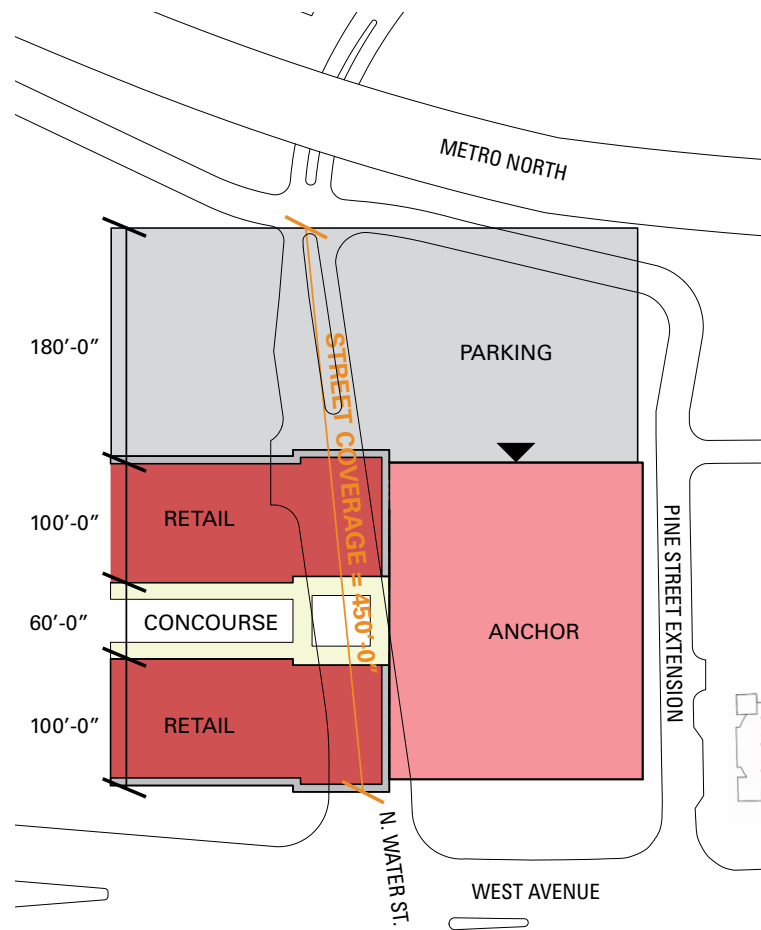 METRO NORTH
180'-0”
PARKING
STREET COVERAGE = 450'-0”
100'-0”
RETAIL
PINE STREET EXTENSION
60'-0”
CONCOURSE
ANCHOR
100'-0”
RETAIL
N. WATER ST.
WEST AVENUE